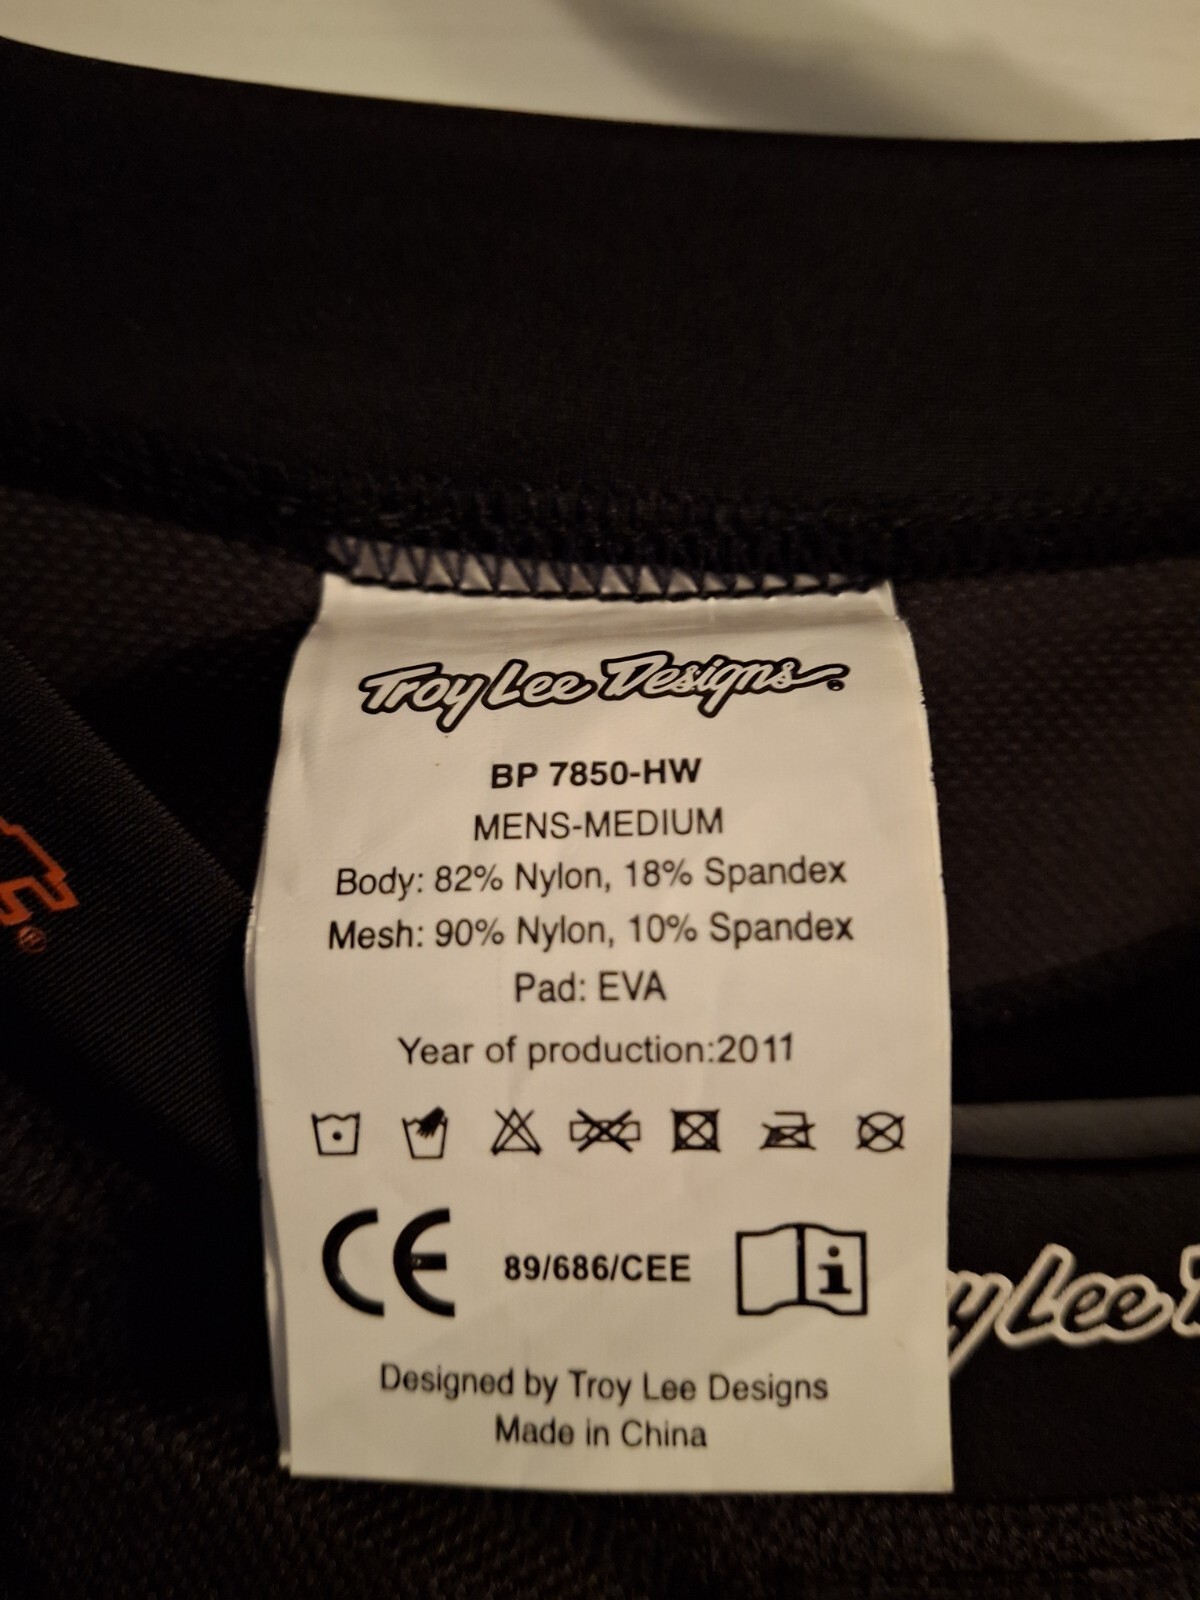 Troy Lee Designs
BP 7850-HW
MENS-MEDIUM
Body: 82% Nylon, 18% Spandex
Mesh: 90% Nylon, 10% Spandex
Pad: EVA
Year of production:2011
CE 89/686/CEE i
Designed by Troy Lee Designs
Made in China
y Lee
S®